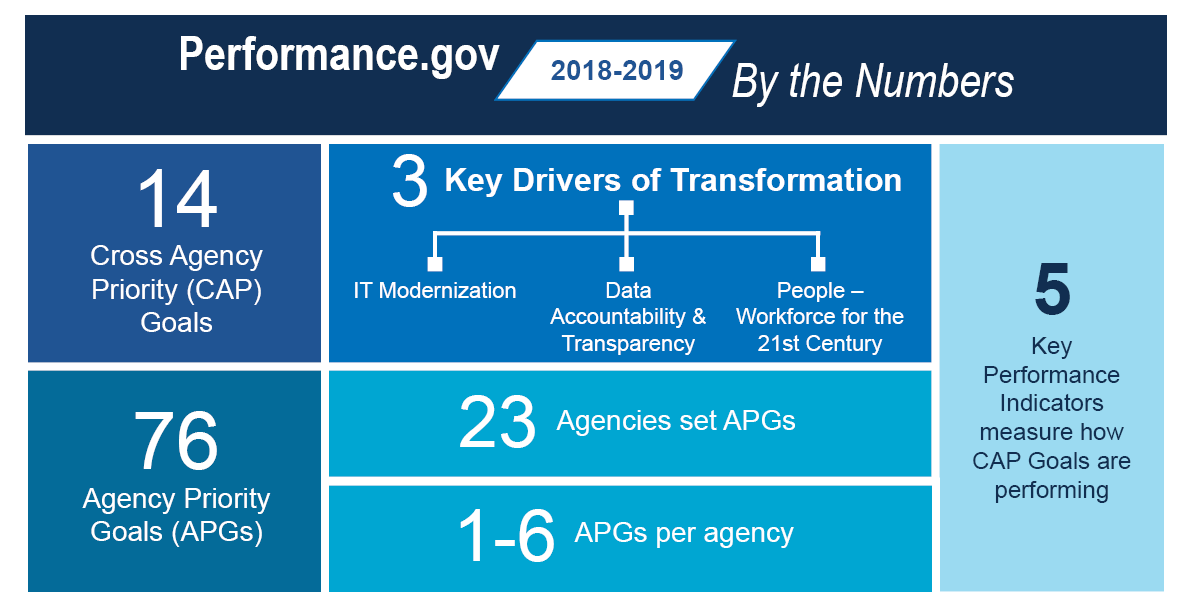 Performance.gov
2018-2019
By the Numbers
14
Cross Agency
Priority (CAP)
Goals
3 Key Drivers of Transformation
IT Modernization
Data
Accountability &
Transparency
People –
Workforce for the
21st Century
5
Key
Performance
Indicators
measure how
CAP Goals are
performing
76
Agency Priority
Goals (APGs)
23 Agencies set APGs
1-6 APGs per agency